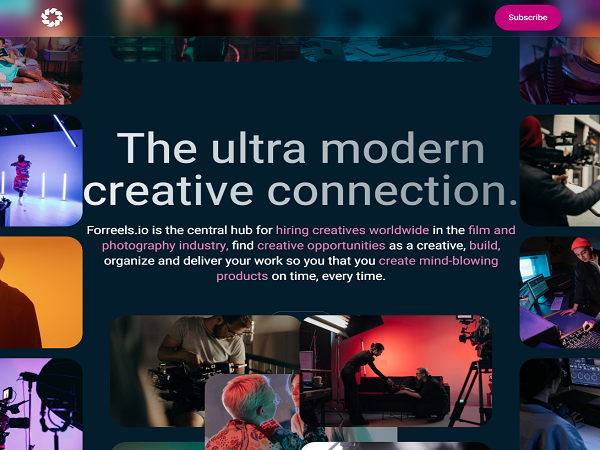 Subscribe
The ultra modern
creative connection.
Forreels.io is the central hub for hiring creatives worldwide in the film and
photography industry, find creative opportunities as a creative, build,
organize and deliver your work so you that you create mind-blowing
products on time, every time.